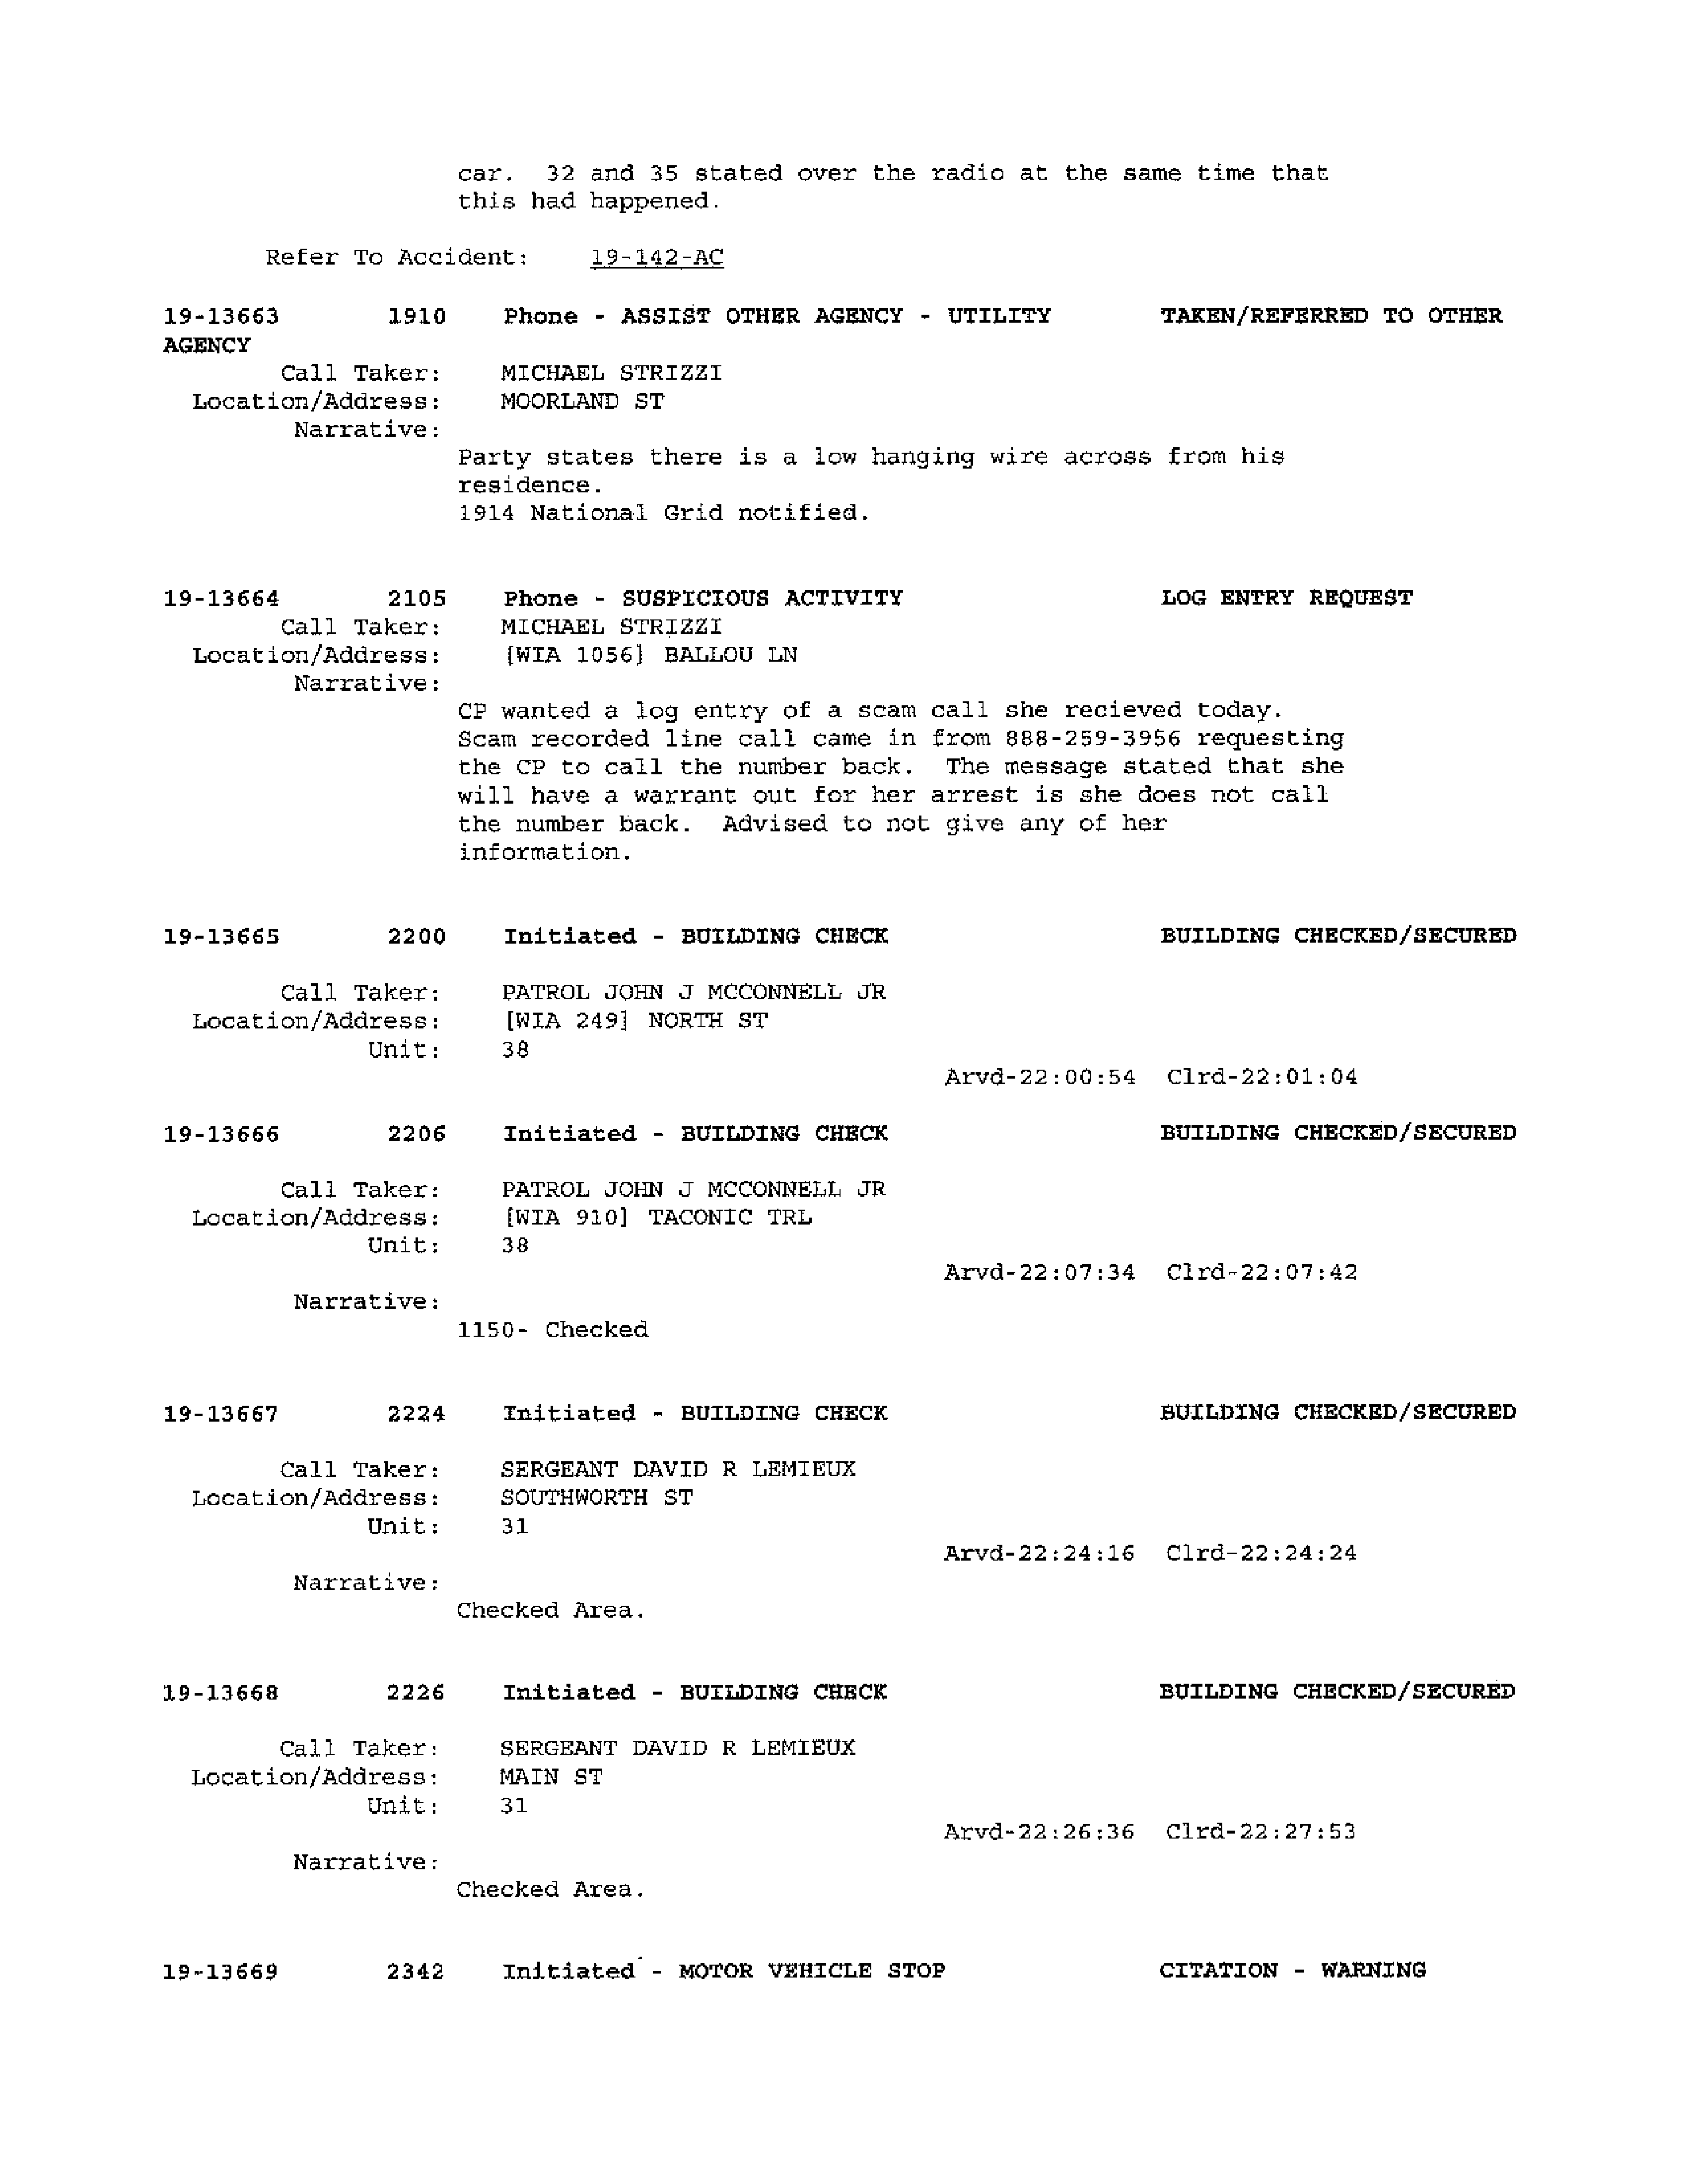 car. 32 and 35 stated over the radio at the same time that
this had happened.
Refer To Accident: 19-142-AC
19-13663 1910 Phone - ASSIST OTHER AGENCY - UTILITY TAKEN/REFERRED TO OTHER
AGENCY
Call Taker: MICHAEL STRIZZI
Location/Address: MOORLAND ST
Narrative:
Party states there is a low hanging wire across from his
residence.
1914 National Grid notified.
19-13664 2105 Phone - SUSPICIOUS ACTIVITY LOG ENTRY REQUEST
Call Taker: MICHAEL STRIZZI
Location/Address: [WIA 1056] BALLOU LN
Narrative:
CP wanted a log entry of a scam call she recieved today.
Scam recorded line call came in from 888-259-3956 requesting
the CP to call the number back. The message stated that she
will have a warrant out for her arrest is she does not call
the number back. Advised to not give any of her
information.
19-13665 2200 Initiated - BUILDING CHECK BUILDING CHECKED/SECURED
Call Taker: PATROL JOHN J MCCONNELL JR
Location/Address: [WIA 249] NORTH ST
Unit: 38
Arvd-22:00:54 Clrd-22:01:04
19-13666 2206 Initiated - BUILDING CHECK BUILDING CHECKED/SECURED
Call Taker: PATROL JOHN J MCCONNELL JR
Location/Address: [WIA 910] TACONIC TRL
Unit: 38
Arvd-22:07:34 Clrd-22:07:42
Narrative:
1150- Checked
19-13667 2224 Initiated - BUILDING CHECK BUILDING CHECKED/SECURED
Call Taker: SERGEANT DAVID R LEMIEUX
Location/Address: SOUTHWORTH ST
Unit: 31
Arvd-22:24:16 Clrd-22:24:24
Narrative:
Checked Area.
19-13668 2226 Initiated - BUILDING CHECK BUILDING CHECKED/SECURED
Call Taker: SERGEANT DAVID R LEMIEUX
Location/Address: MAIN ST
Unit: 31
Arvd-22:26:36 Clrd-22:27:53
Narrative:
Checked Area.
19-13669 2342 Initiated - MOTOR VEHICLE STOP CITATION - WARNING